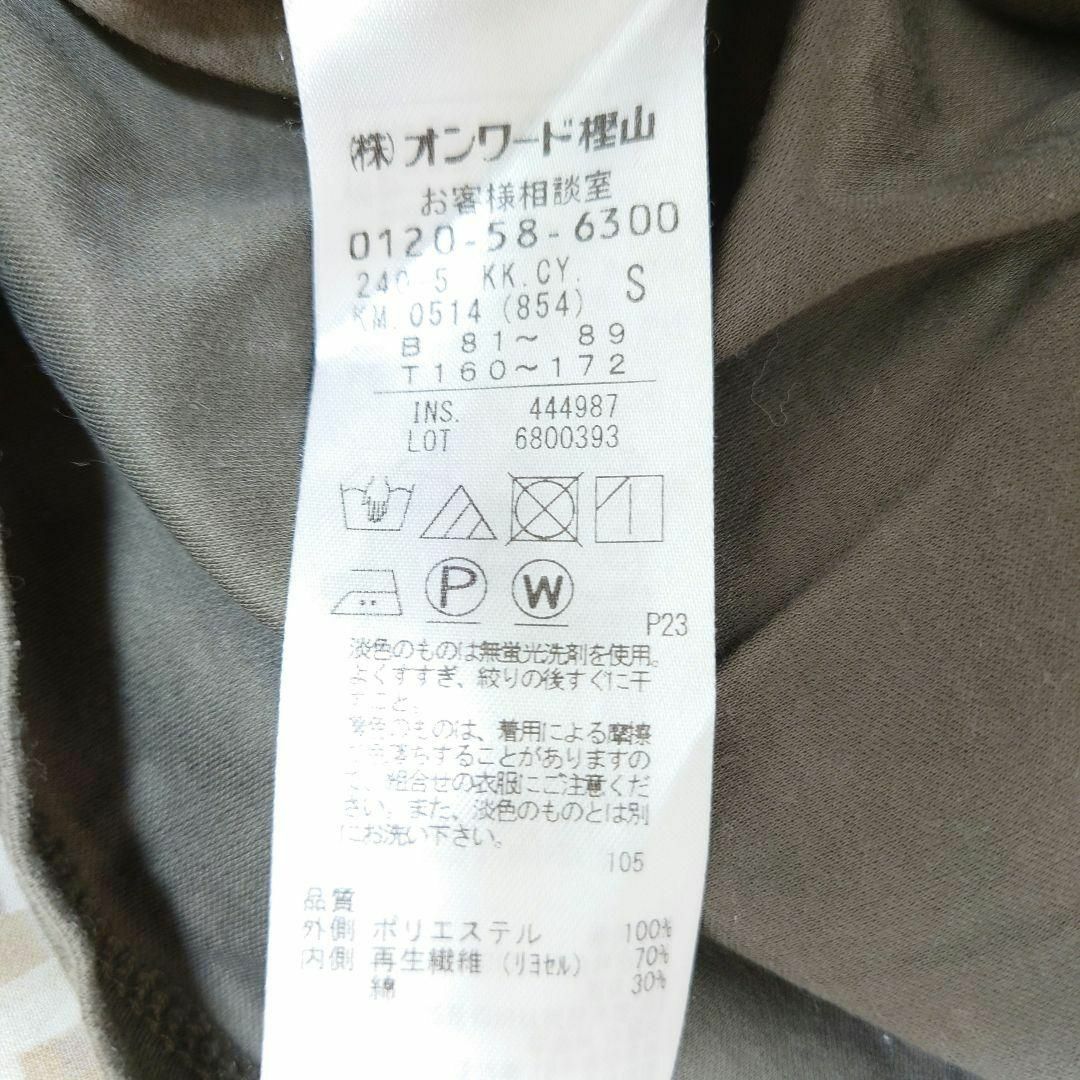 (株)オンワード樫山
お客様相談室
0120-58-6300
240-5 KK.CY. S
KM. 0514 (854)
B 81〜 89
T160〜172
INS. 444987
LOT 6800393
P
W
P23
淡色のものは無蛍光洗剤を使用。
よくすすぎ、絞りの後すぐに干
すこと。
濃色のものは、着用による摩擦
で色落ちすることがありますの
で、組合せの衣服にご注意くだ
さい。また、淡色のものとは別
にお洗い下さい。
105
品質
外側 ポリエステル 100%
内側 再生繊維 (リヨセル) 70%
綿 30%